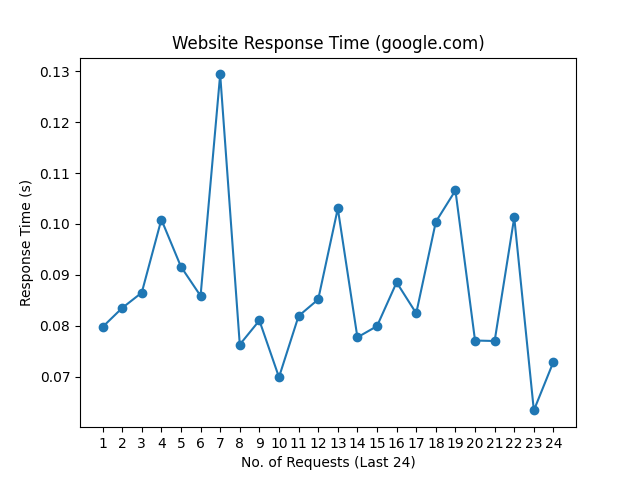 Website Response Time (google.com)
Response Time (s)
0.13
0.12
0.11
0.10
0.09
0.08
0.07
1 2 3 4 5 6 7 8 9 10 11 12 13 14 15 16 17 18 19 20 21 22 23 24
No. of Requests (Last 24)